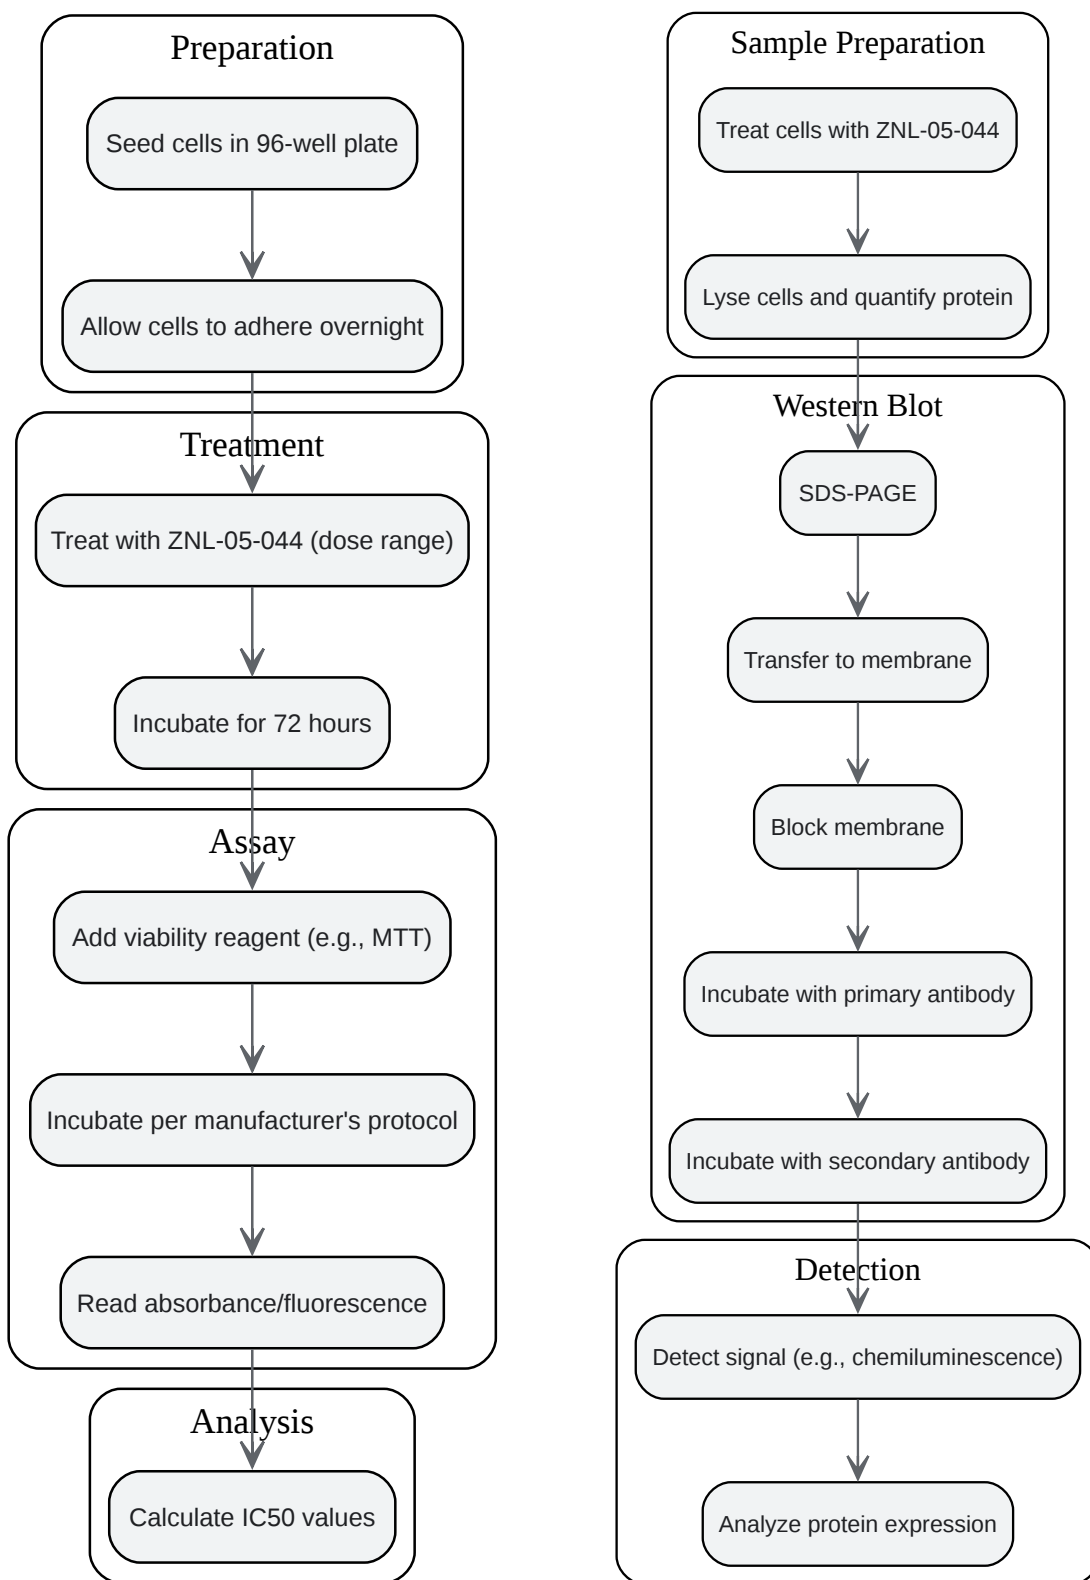 Preparation
Seed cells in 96-well plate
Allow cells to adhere overnight
Treatment
Treat with ZNL-05-044 (dose range)
Incubate for 72 hours
Assay
Add viability reagent (e.g., MTT)
Incubate per manufacturer's protocol
Read absorbance/fluorescence
Analysis
Calculate IC50 values
Sample Preparation
Treat cells with ZNL-05-044
Lyse cells and quantify protein
Western Blot
SDS-PAGE
Transfer to membrane
Block membrane
Incubate with primary antibody
Incubate with secondary antibody
Detection
Detect signal (e.g., chemiluminescence)
Analyze protein expression